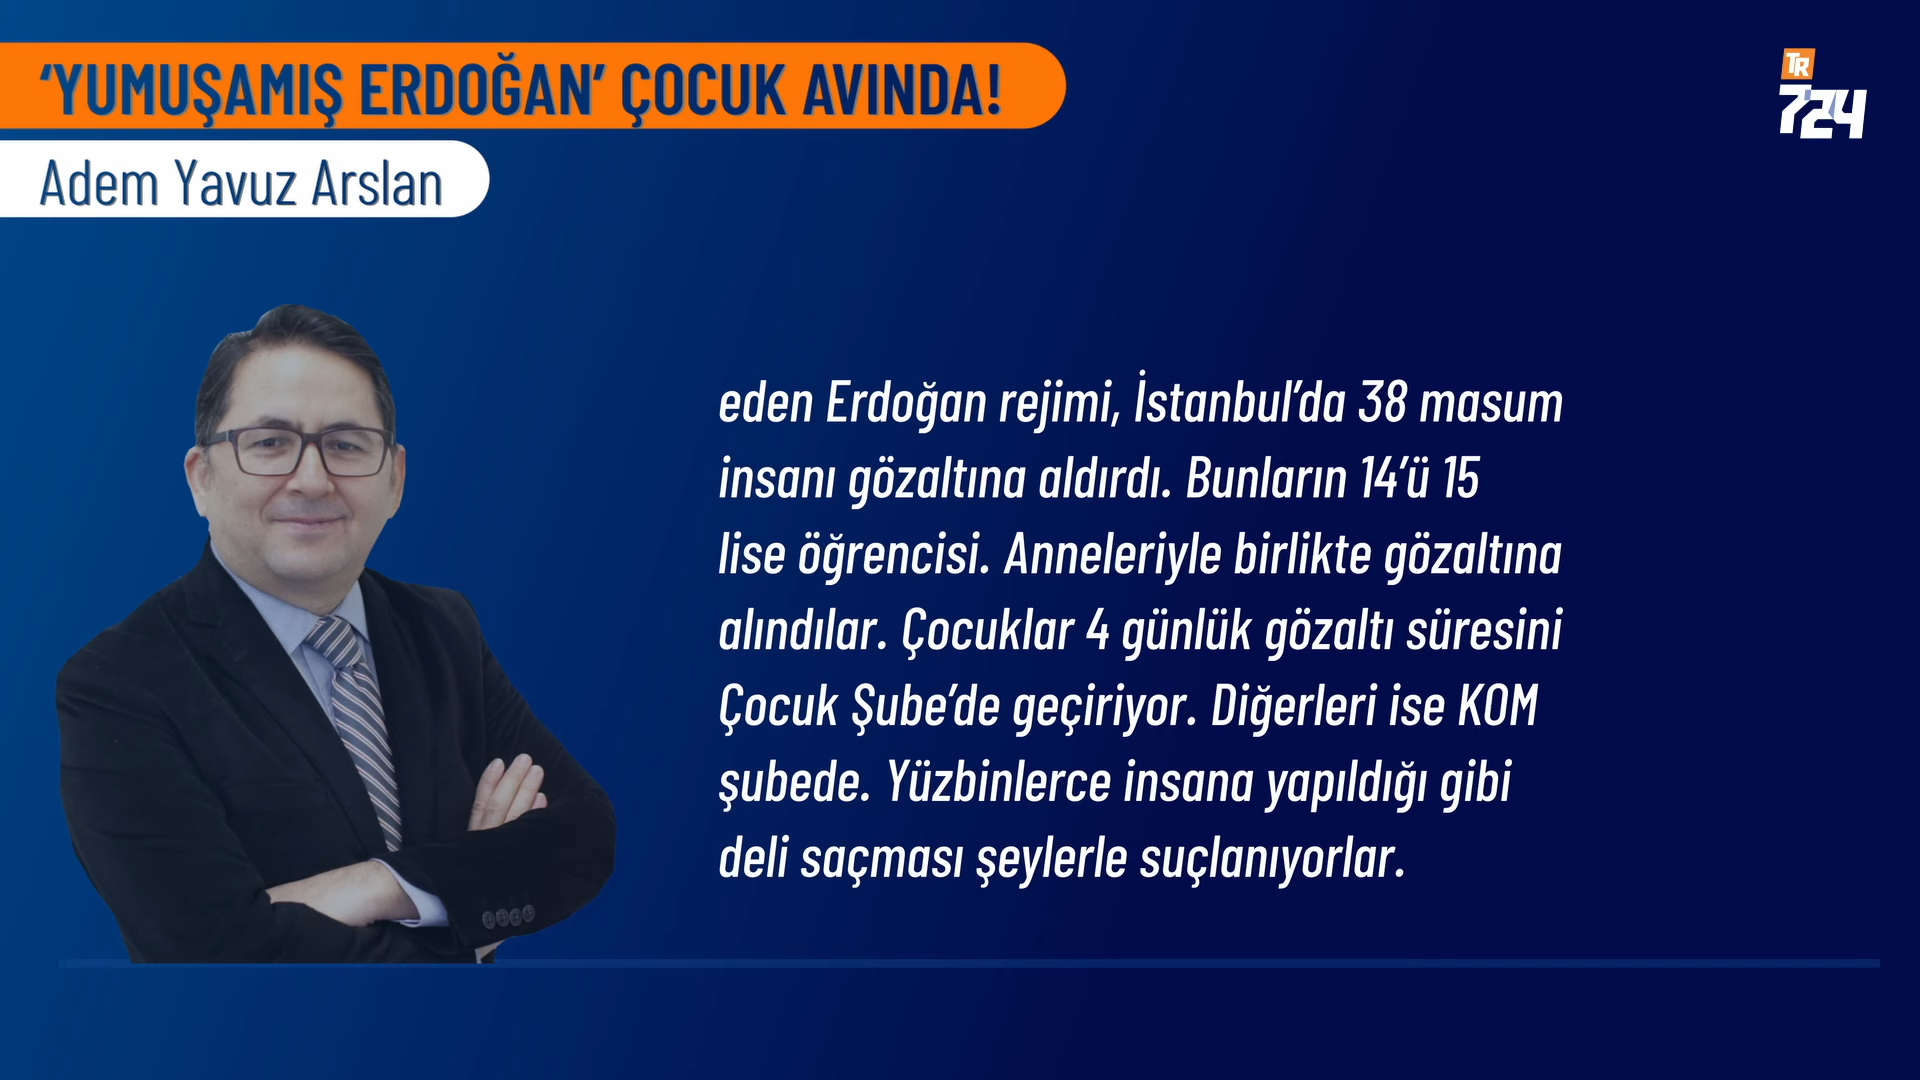 ‘YUMUŞAMIŞ ERDOĞAN’ ÇOCUK AVINDA!
Adem Yavuz Arslan
TR
724
eden Erdoğan rejimi, İstanbul’da 38 masum
insanı gözaltına aldırdı. Bunların 14’ü 15
lise öğrencisi. Anneleriyle birlikte gözaltına
alındılar. Çocuklar 4 günlük gözaltı süresini
Çocuk Şube’de geçiriyor. Diğerleri ise KOM
şubede. Yüzbinlerce insana yapıldığı gibi
deli saçması şeylerle suçlanıyorlar.